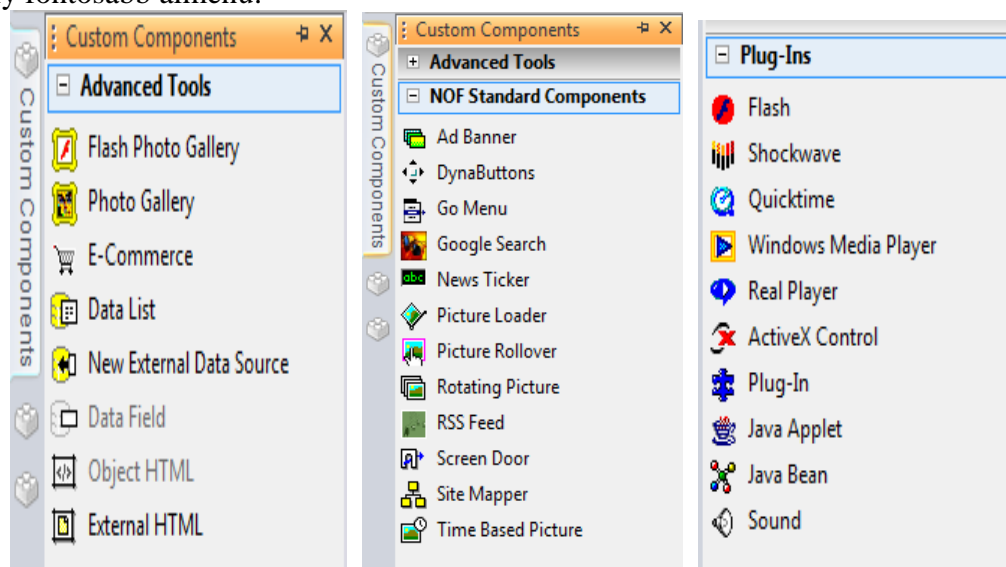 y fontosabb almenü.
Custom Components
Custom Components
Advanced Tools
Flash Photo Gallery
Photo Gallery
E-Commerce
Data List
New External Data Source
Data Field
Object HTML
External HTML
Custom Components
Custom Components
Advanced Tools
NOF Standard Components
Ad Banner
DynaButtons
Go Menu
Google Search
abc News Ticker
Picture Loader
Picture Rollover
Rotating Picture
RSS Feed
Screen Door
Site Mapper
Time Based Picture
Plug-Ins
Flash
Shockwave
Quicktime
Windows Media Player
Real Player
ActiveX Control
Plug-In
Java Applet
Java Bean
Sound